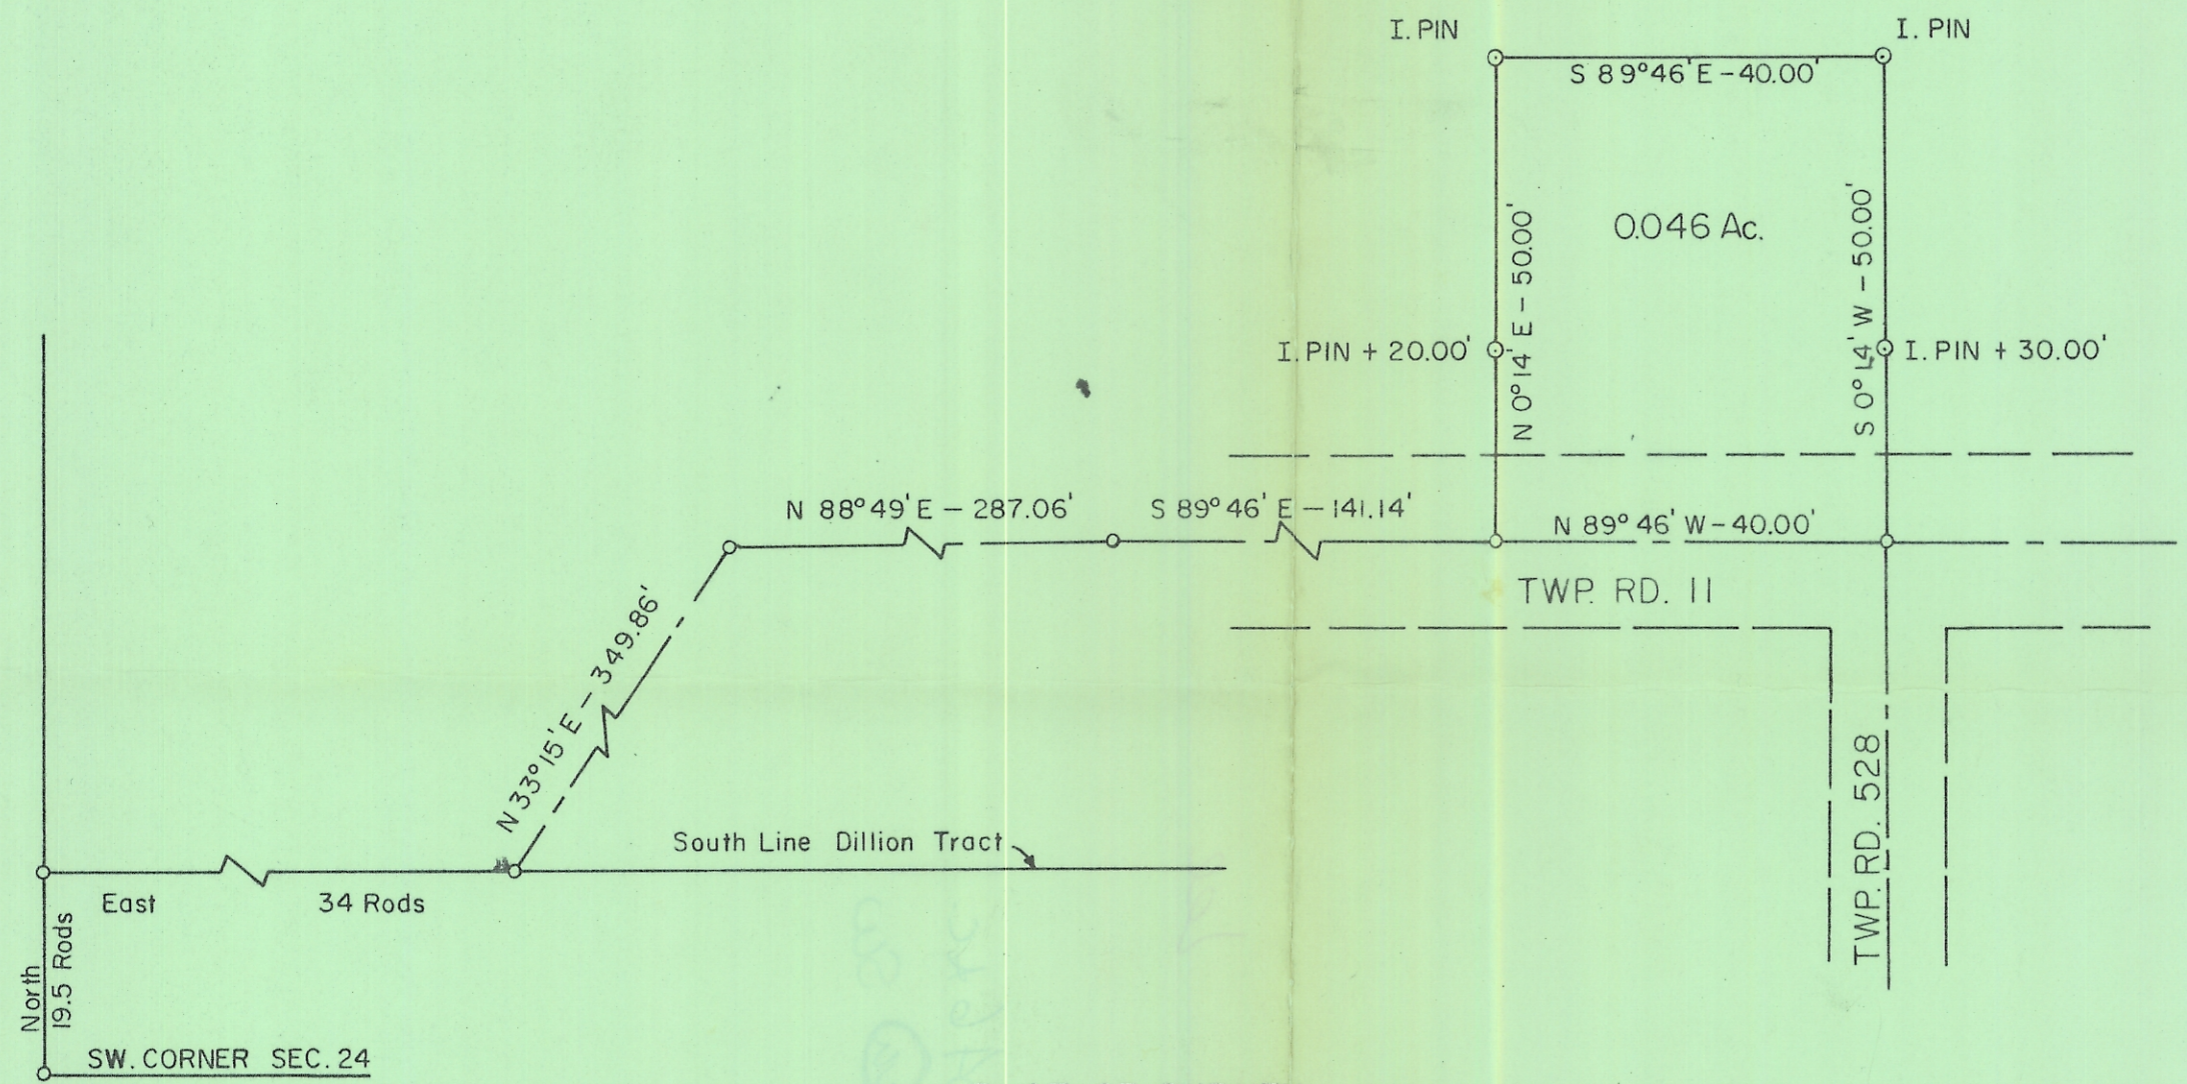 I. PIN
I. PIN
S 89°46' E - 40.00'
0.046 Ac.
N 0°14' E - 50.00'
S 0°14' W - 50.00'
I. PIN + 20.00'
I. PIN + 30.00'
N 88°49' E - 287.06'
S 89°46' E - 141.14'
N 89°46' W - 40.00'
TWP. RD. 11
N 33°15' E - 349.86'
TWP. RD. 528
South Line Dillion Tract
East
34 Rods
North
19.5 Rods
SW. CORNER SEC. 24